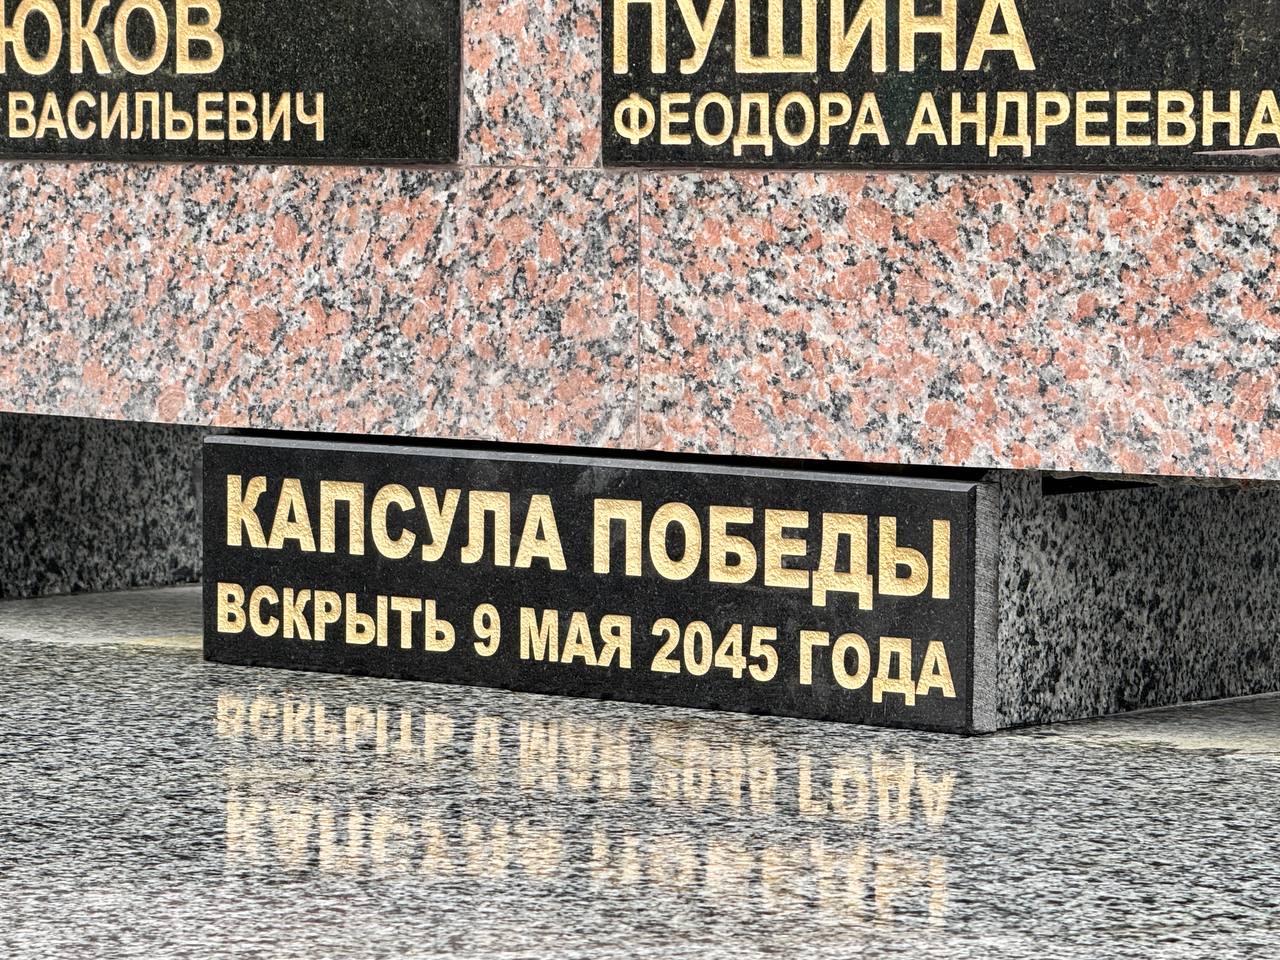 ЮКОВ
ВАСИЛЬЕВИЧ
ПУШИНА
ФЕОДОРА АНДРЕЕВНА
КАПСУЛА ПОБЕДЫ
ВСКРЫТЬ 9 МАЯ 2045 ГОДА